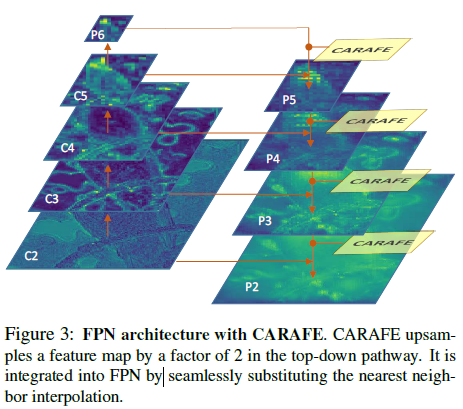 P6
CARAFE
C5
P5
CARAFE
C4
P4
CARAFE
C3
P3
CARAFE
C2
P2
Figure 3: FPN architecture with CARAFE. CARAFE upsam-
ples a feature map by a factor of 2 in the top-down pathway. It is
integrated into FPN by seamlessly substituting the nearest neigh-
bor interpolation.